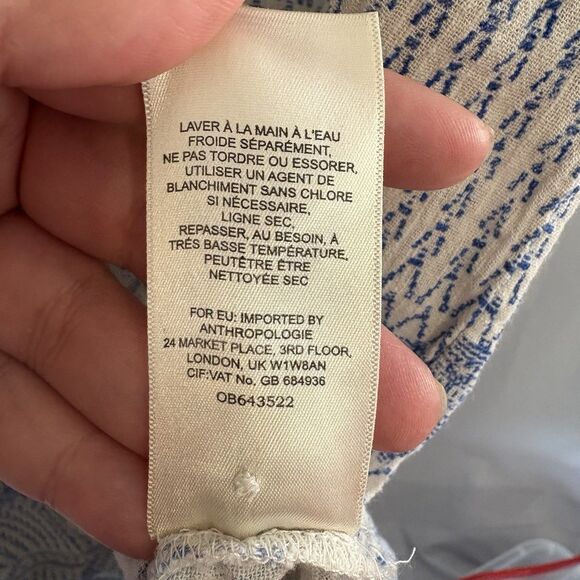 LAVER À LA MAIN À L'EAU
FROIDE SÉPARÉMENT,
NE PAS TORDRE OU ESSORER,
UTILISER UN AGENT DE
BLANCHIMENT SANS CHLORE
SI NÉCESSAIRE,
LIGNE SEC,
REPASSER, AU BESOIN, À
TRÉS BASSE TEMPÉRATURE,
PEUTÊTRE ÊTRE
NETTOYÉE SEC
FOR EU: IMPORTED BY
ANTHROPOLOGIE
24 MARKET PLACE, 3RD FLOOR,
LONDON, UK W1W8AN
CIF:VAT No, GB 684936
OB643522